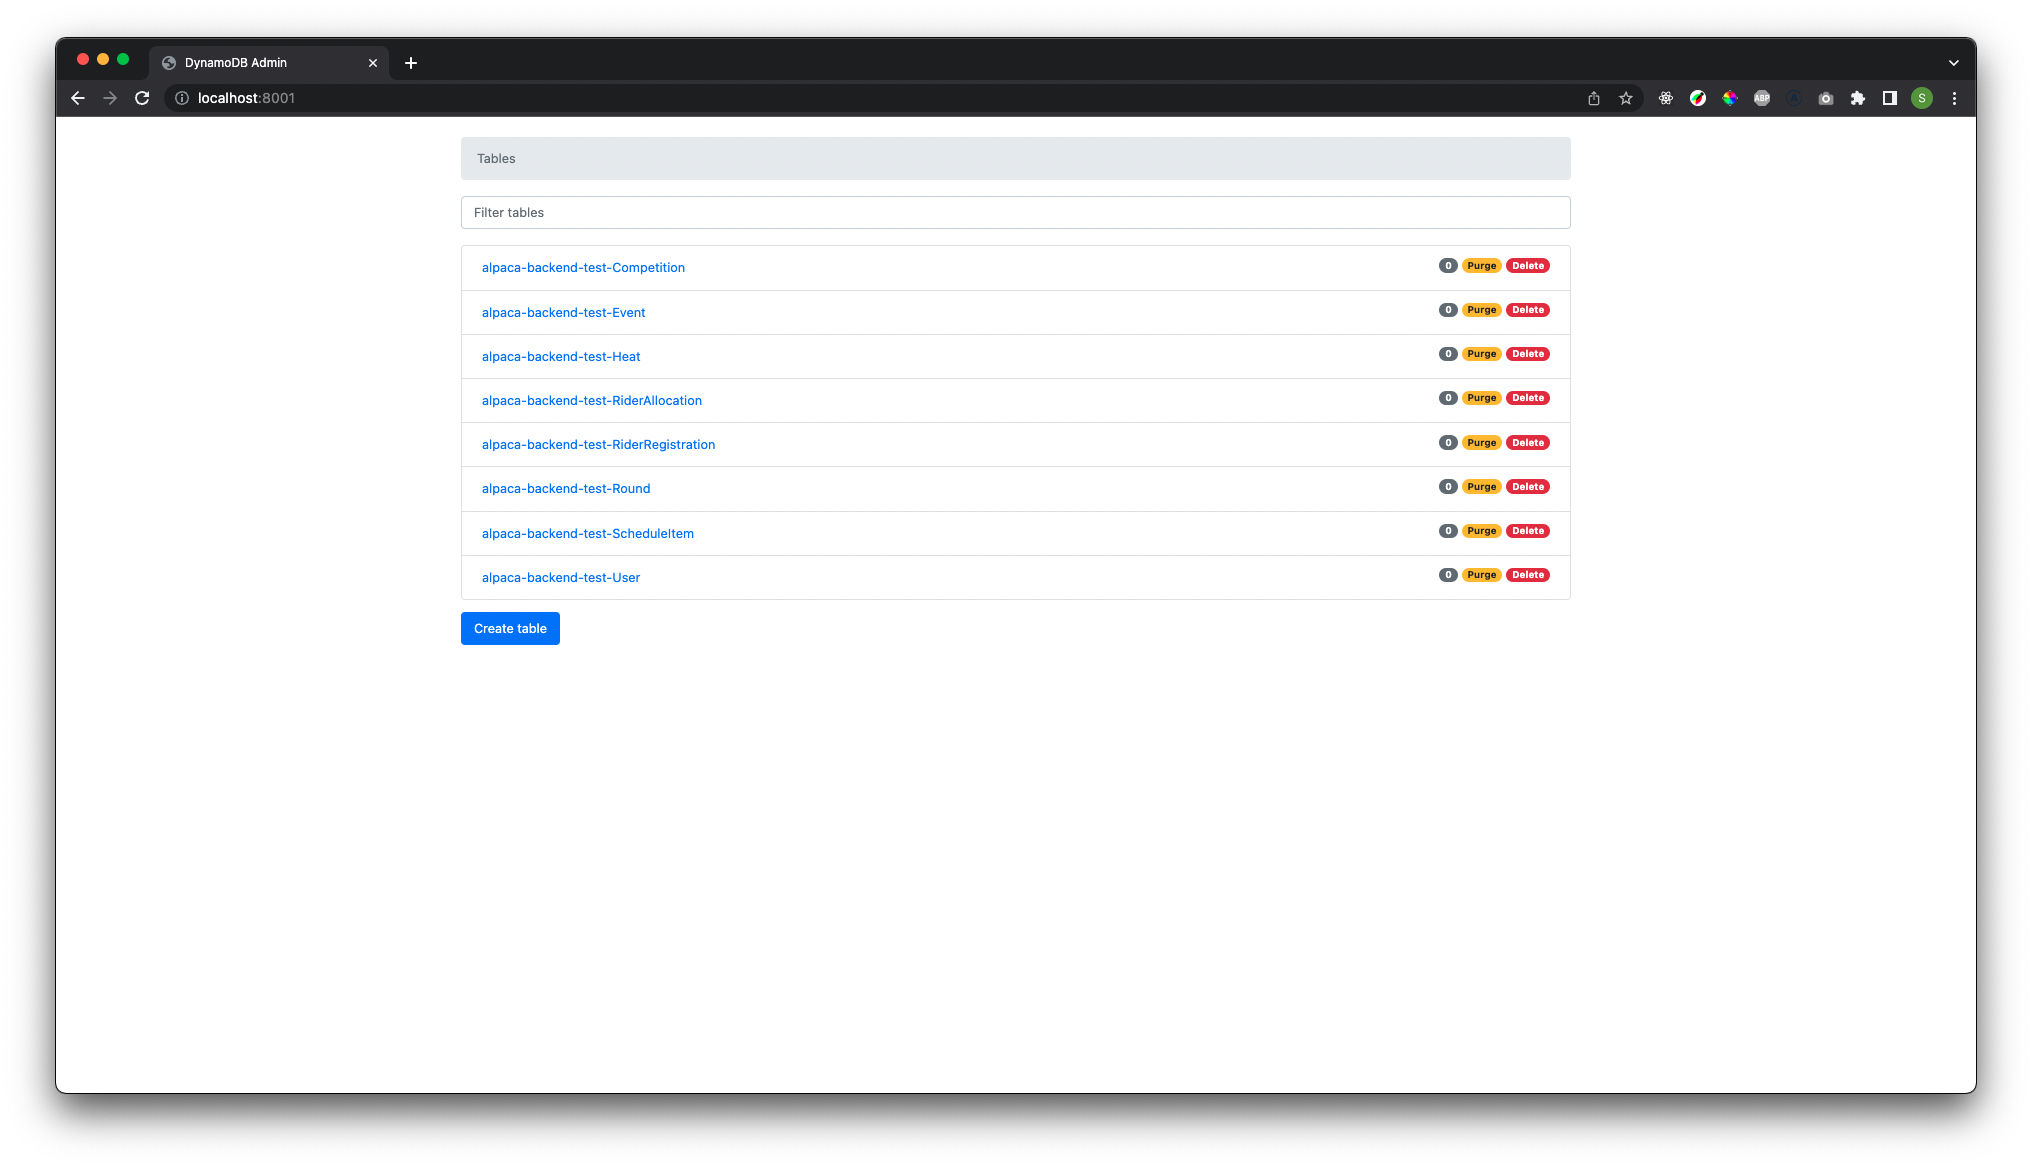 DynamoDB Admin
localhost:8001
ABP
A
S
Tables
Filter tables
alpaca-backend-test-Competition 0 Purge Delete
alpaca-backend-test-Event 0 Purge Delete
alpaca-backend-test-Heat 0 Purge Delete
alpaca-backend-test-RiderAllocation 0 Purge Delete
alpaca-backend-test-RiderRegistration 0 Purge Delete
alpaca-backend-test-Round 0 Purge Delete
alpaca-backend-test-ScheduleItem 0 Purge Delete
alpaca-backend-test-User 0 Purge Delete
Create table